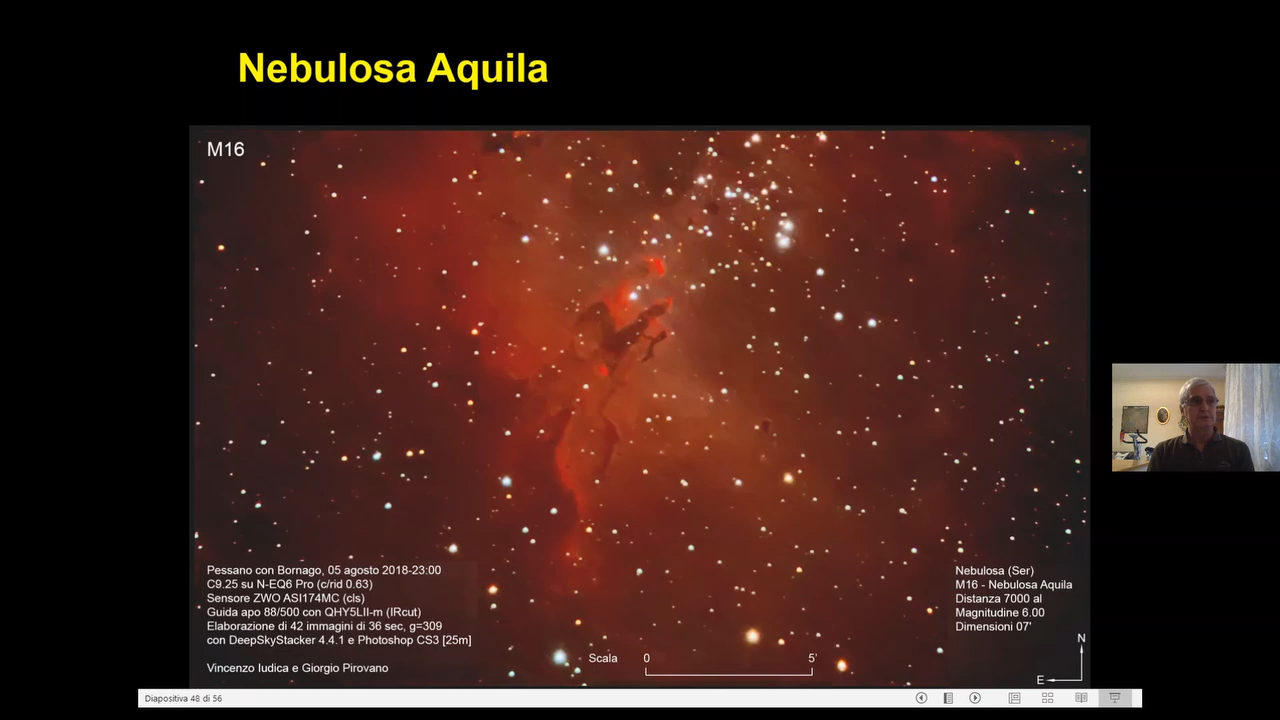 Nebulosa Aquila
M16
Pessano con Bornago, 05 agosto 2018-23:00
C9.25 su N-EQ6 Pro (c/rid 0.63)
Sensore ZWO ASI174MC (cls)
Guida apo 88/500 con QHY5LII-m (IRcut)
Elaborazione di 42 immagini di 36 sec, g=309
con DeepSkyStacker 4.4.1 e Photoshop CS3 [25m]
Vincenzo Iudica e Giorgio Pirovano
Scala 0 5'
Nebulosa (Ser)
M16 - Nebulosa Aquila
Distanza 7000 al
Magnitudine 6.00
Dimensioni 07'
N
E
Diapositiva 48 di 56